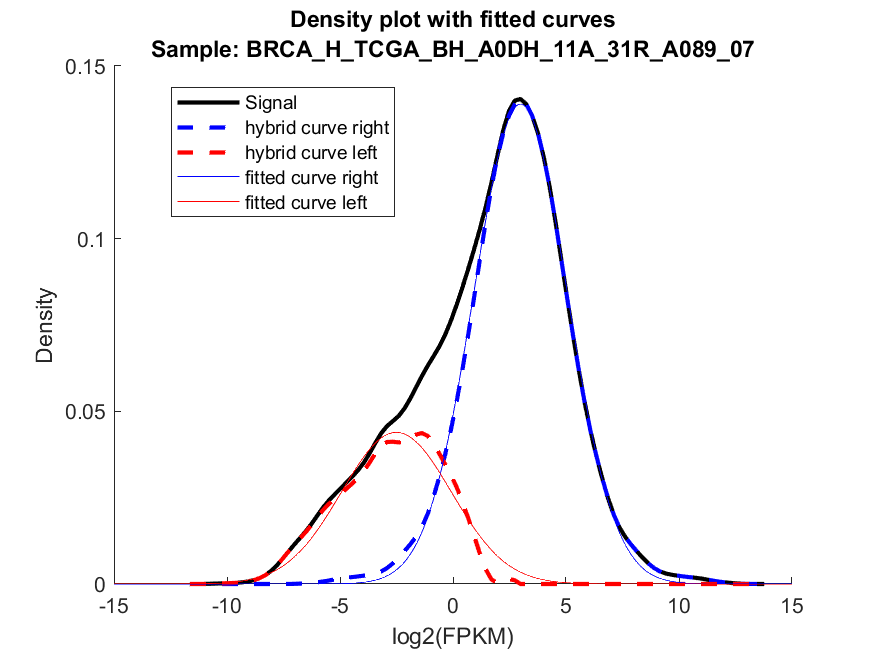 Density plot with fitted curves
Sample: BRCA_H_TCGA_BH_A0DH_11A_31R_A089_07
Signal
hybrid curve right
hybrid curve left
fitted curve right
fitted curve left
0.15
0.1
0.05
0
Density
-15
-10
-5
0
5
10
15
log2(FPKM)